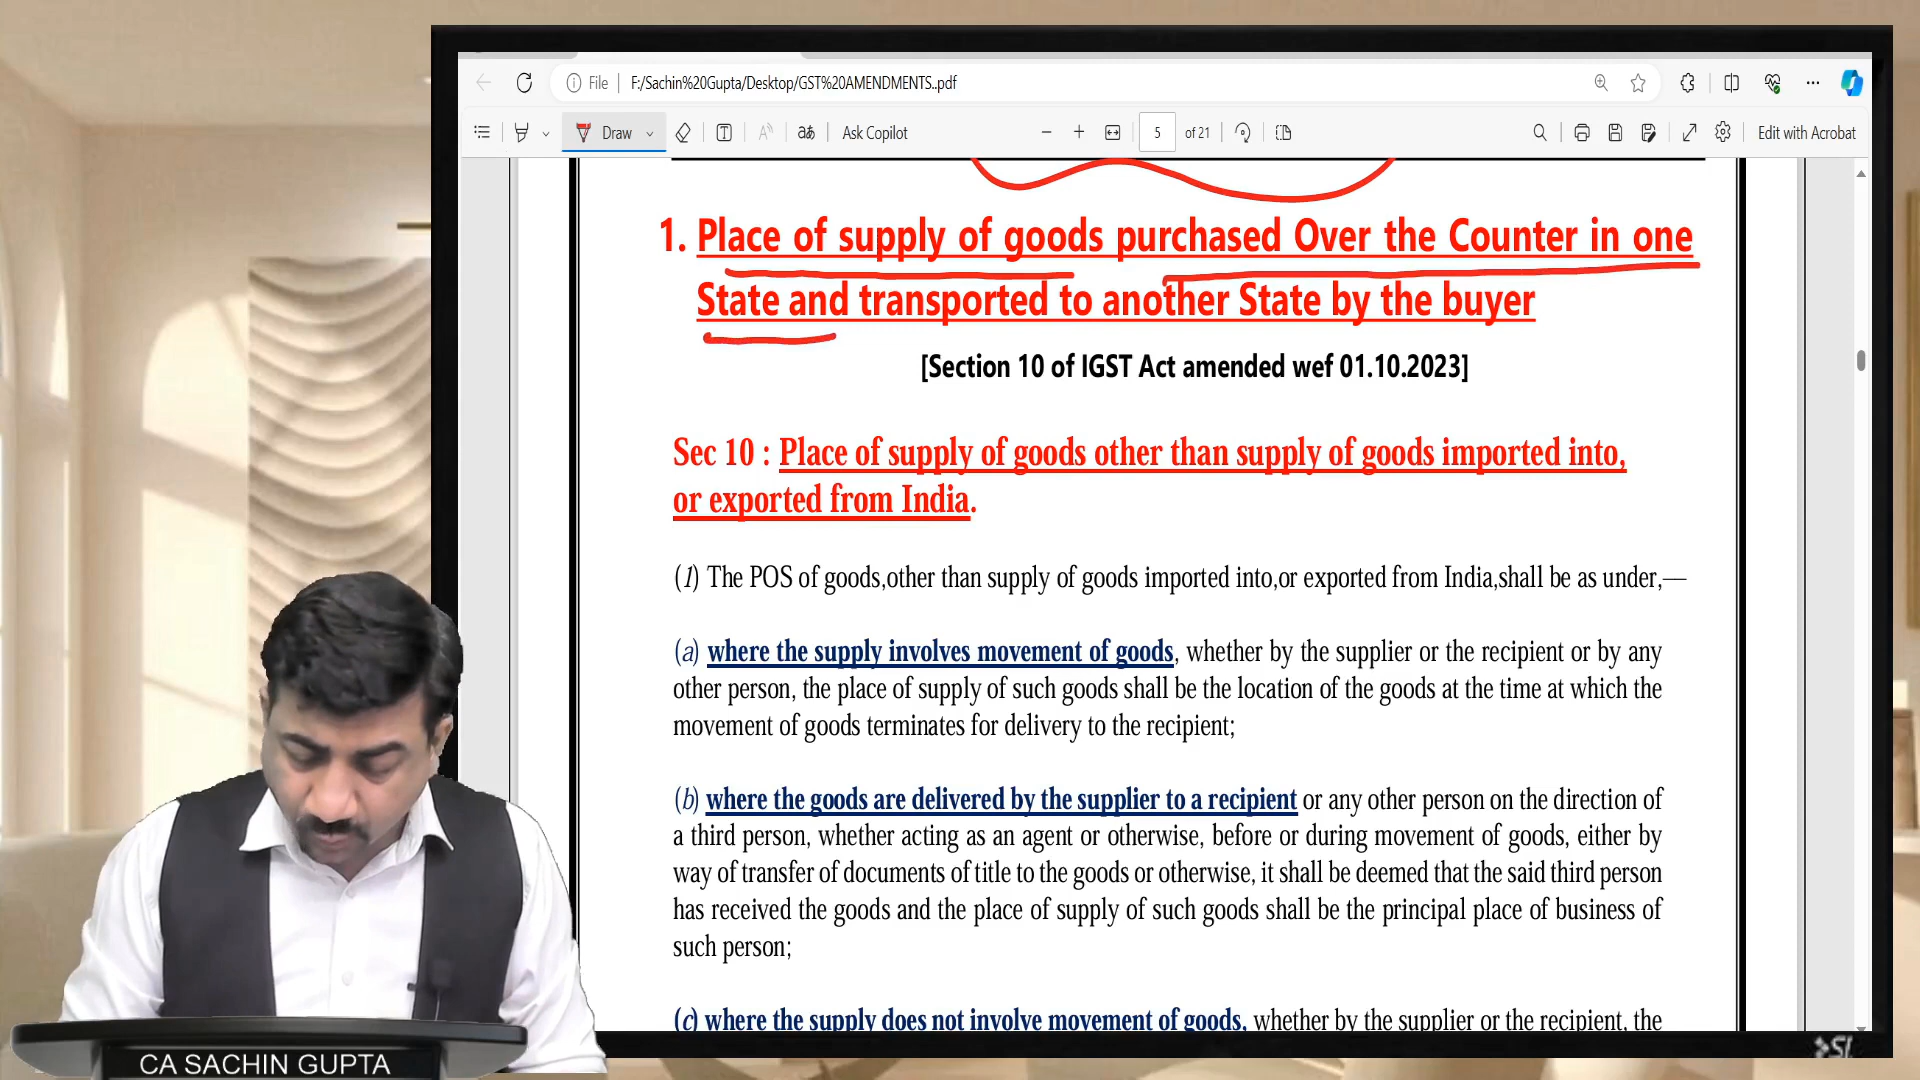 File F:/Sachin%20Gupta/Desktop/GST%20AMENDMENTS..pdf
Draw
Ask Copilot
5 of 21
Edit with Acrobat
1. Place of supply of goods purchased Over the Counter in one
State and transported to another State by the buyer
[Section 10 of IGST Act amended wef 01.10.2023]
Sec 10 : Place of supply of goods other than supply of goods imported into,
or exported from India.
(1) The POS of goods,other than supply of goods imported into,or exported from India,shall be as under,—
(a) where the supply involves movement of goods, whether by the supplier or the recipient or by any
other person, the place of supply of such goods shall be the location of the goods at the time at which the
movement of goods terminates for delivery to the recipient;
(b) where the goods are delivered by the supplier to a recipient or any other person on the direction of
a third person, whether acting as an agent or otherwise, before or during movement of goods, either by
way of transfer of documents of title to the goods or otherwise, it shall be deemed that the said third person
has received the goods and the place of supply of such goods shall be the principal place of business of
such person;
(c) where the supply does not involve movement of goods, whether by the supplier or the recipient, the
CA SACHIN GUPTA